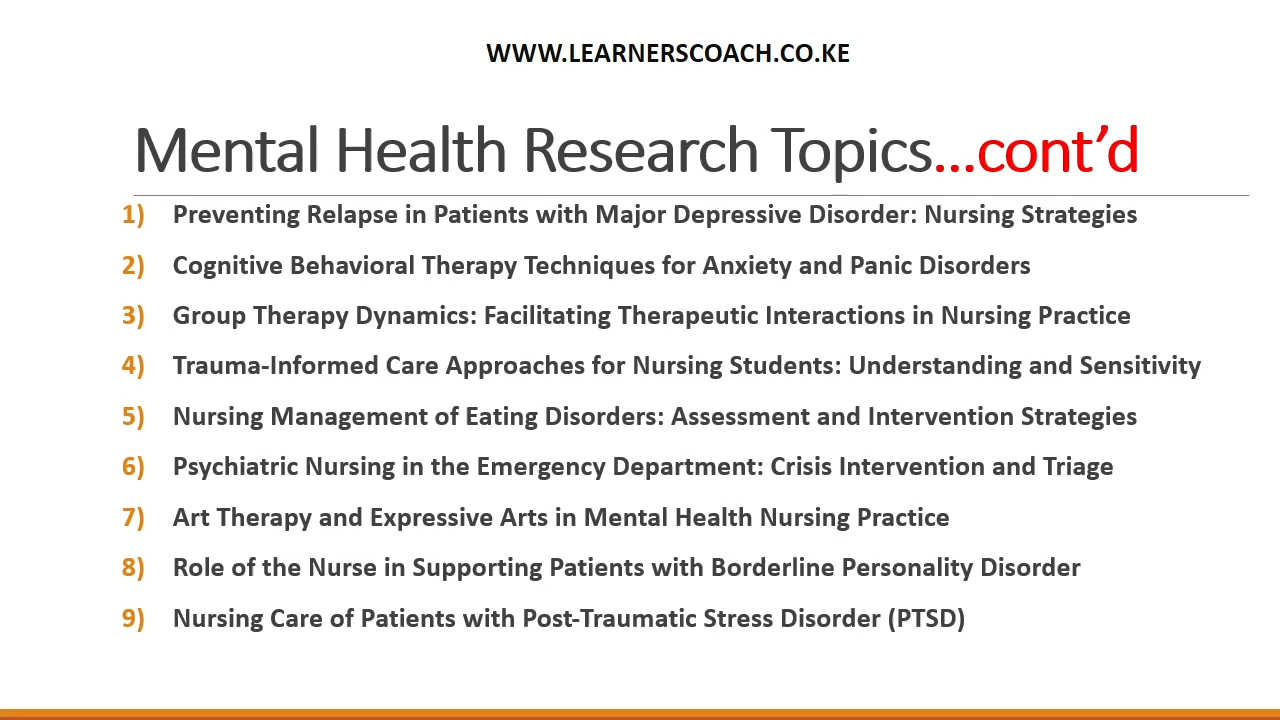 WWW.LEARNERSCOACH.CO.KE
Mental Health Research Topics...cont’d
1) Preventing Relapse in Patients with Major Depressive Disorder: Nursing Strategies
2) Cognitive Behavioral Therapy Techniques for Anxiety and Panic Disorders
3) Group Therapy Dynamics: Facilitating Therapeutic Interactions in Nursing Practice
4) Trauma-Informed Care Approaches for Nursing Students: Understanding and Sensitivity
5) Nursing Management of Eating Disorders: Assessment and Intervention Strategies
6) Psychiatric Nursing in the Emergency Department: Crisis Intervention and Triage
7) Art Therapy and Expressive Arts in Mental Health Nursing Practice
8) Role of the Nurse in Supporting Patients with Borderline Personality Disorder
9) Nursing Care of Patients with Post-Traumatic Stress Disorder (PTSD)